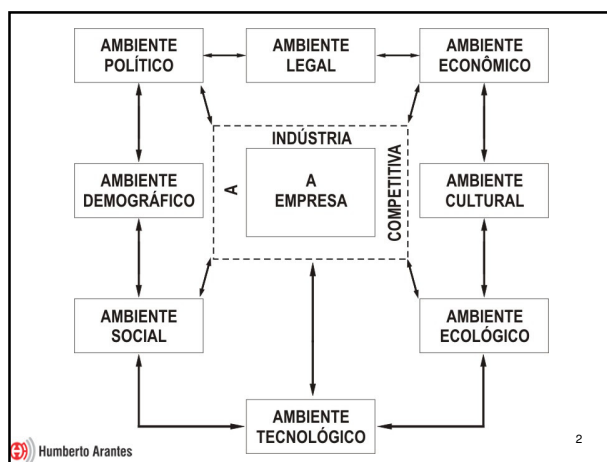 AMBIENTE
POLÍTICO
AMBIENTE
LEGAL
AMBIENTE
ECONÔMICO
INDÚSTRIA
A
COMPETITIVA
A
EMPRESA
AMBIENTE
DEMOGRÁFICO
AMBIENTE
CULTURAL
AMBIENTE
SOCIAL
AMBIENTE
ECOLÓGICO
AMBIENTE
TECNOLÓGICO
Humberto Arantes
2